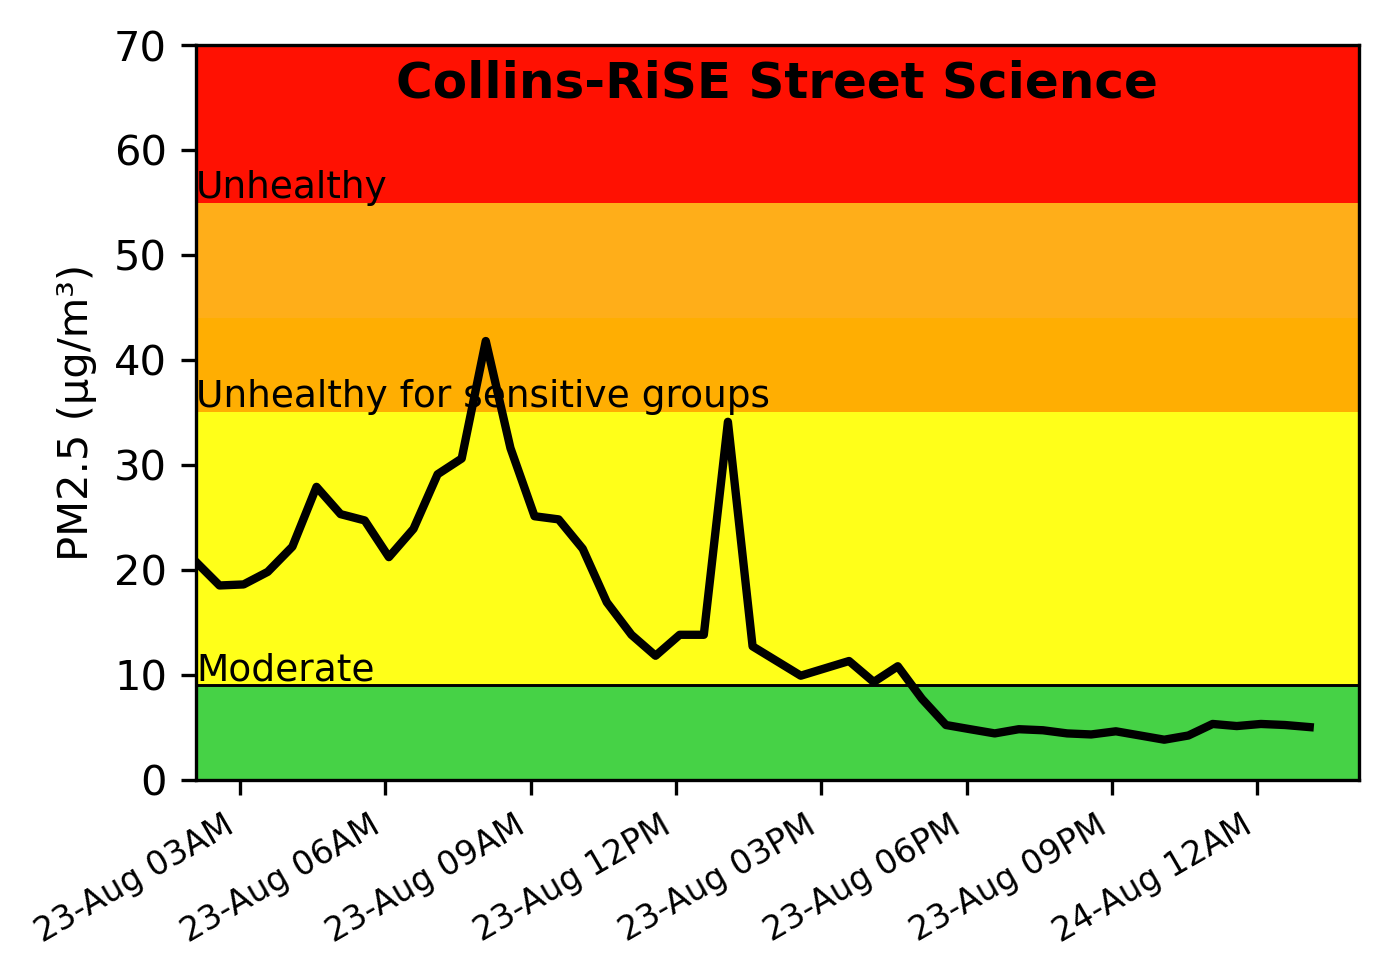 Collins-RiSE Street Science
70
60
50
40
30
20
10
0
PM2.5 (μg/m³)
Unhealthy
Unhealthy for sensitive groups
Moderate
23-Aug 03AM
23-Aug 06AM
23-Aug 09AM
23-Aug 12PM
23-Aug 03PM
23-Aug 06PM
23-Aug 09PM
24-Aug 12AM